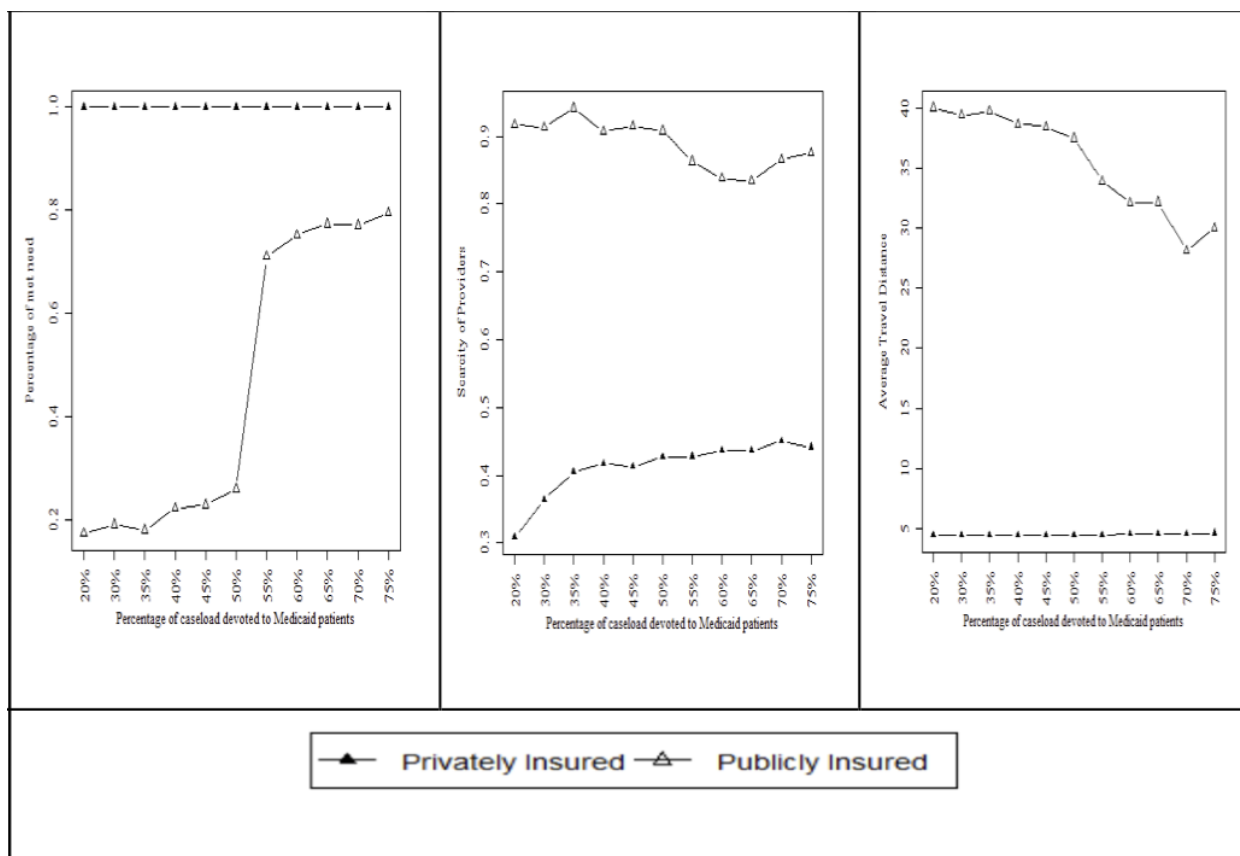 Percentage of met need
1.0
0.8
0.6
0.4
0.2
20% 30% 35% 40% 45% 50% 55% 60% 65% 70% 75%
Percentage of caseload devoted to Medicaid patients
Scarcity of Providers
0.9
0.8
0.7
0.6
0.5
0.4
0.3
20% 30% 35% 40% 45% 50% 55% 60% 65% 70% 75%
Percentage of caseload devoted to Medicaid patients
Average Travel Distance
40
35
30
25
20
15
10
5
20% 30% 35% 40% 45% 50% 55% 60% 65% 70% 75%
Percentage of caseload devoted to Medicaid patients
Privately Insured Publicly Insured